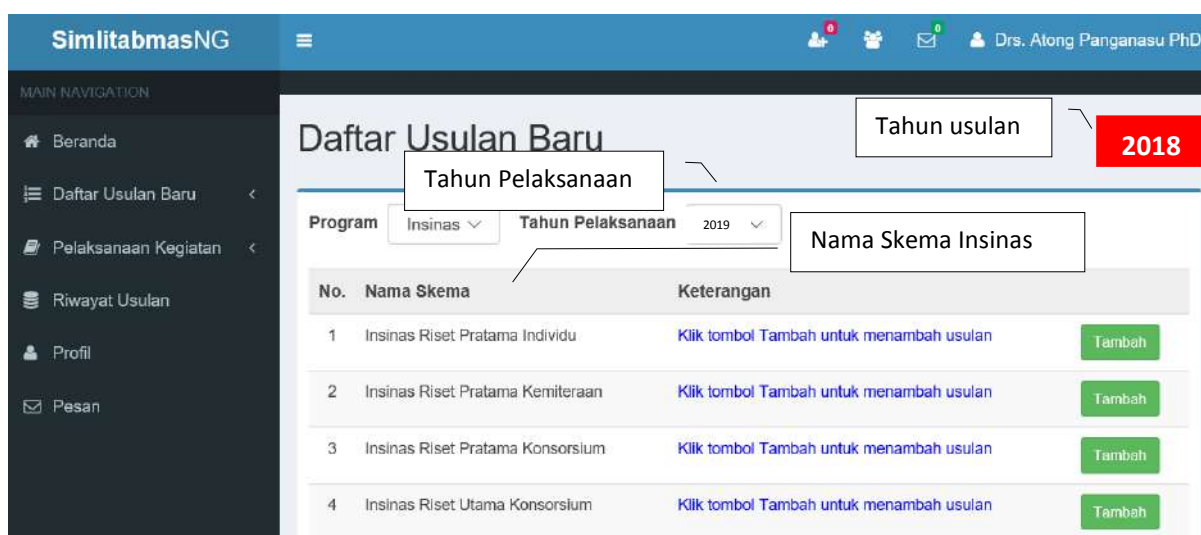 SimlitabmasNG
0
0
Drs. Atong Panganasu PhD
MAIN NAVIGATION
Beranda
Daftar Usulan Baru
Pelaksanaan Kegiatan
Riwayat Usulan
Profil
Pesan
Daftar Usulan Baru
Tahun usulan
2018
Tahun Pelaksanaan
Program Insinas Tahun Pelaksanaan 2019
Nama Skema Insinas
No. Nama Skema Keterangan
1 Insinas Riset Pratama Individu Klik tombol Tambah untuk menambah usulan Tambah
2 Insinas Riset Pratama Kemiteraan Klik tombol Tambah untuk menambah usulan Tambah
3 Insinas Riset Pratama Konsorsium Klik tombol Tambah untuk menambah usulan Tambah
4 Insinas Riset Utama Konsorsium Klik tombol Tambah untuk menambah usulan Tambah